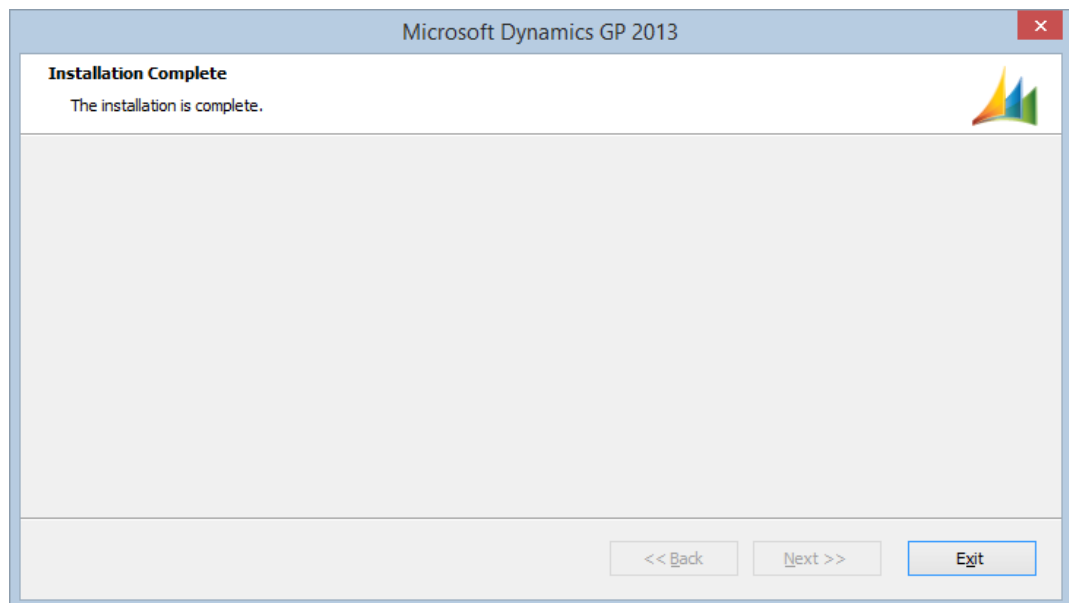 Microsoft Dynamics GP 2013
Installation Complete
The installation is complete.
<< Back Next >> Exit